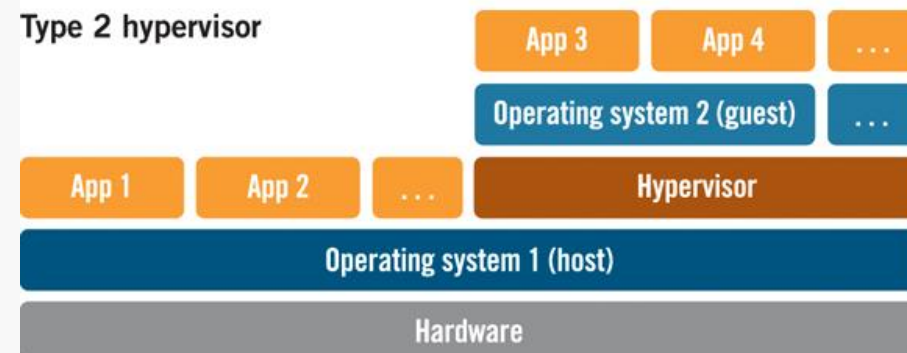 Type 2 hypervisor
App 3 App 4 ...
Operating system 2 (guest) ...
App 1 App 2 ... Hypervisor
Operating system 1 (host)
Hardware